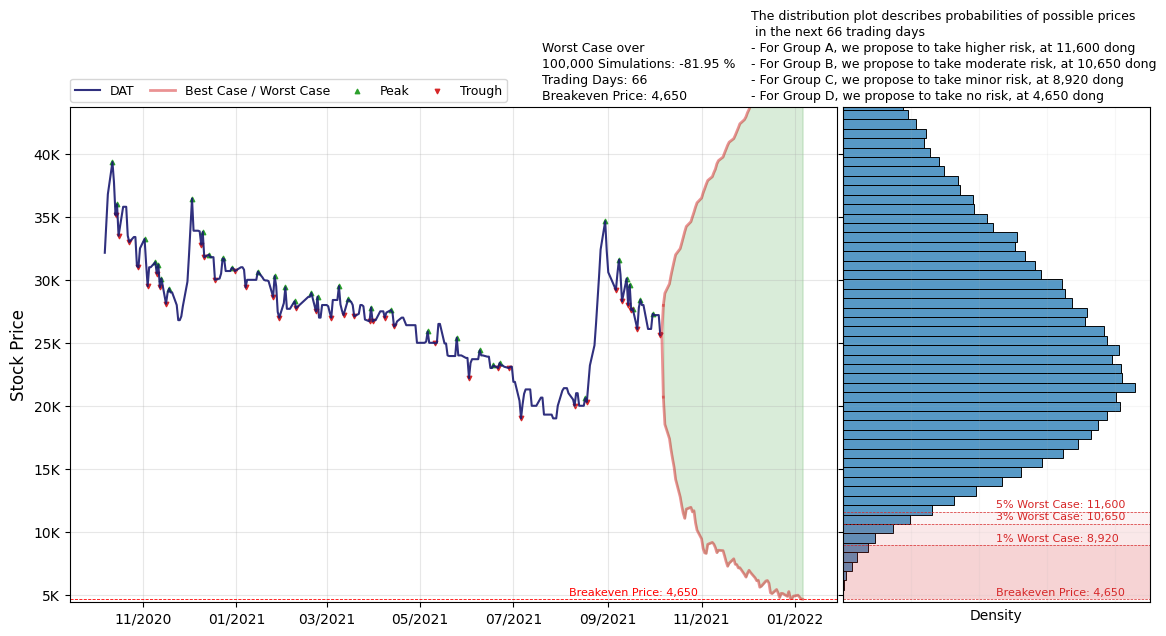 The distribution plot describes probabilities of possible prices
in the next 66 trading days
- For Group A, we propose to take higher risk, at 11,600 dong
- For Group B, we propose to take moderate risk, at 10,650 dong
- For Group C, we propose to take minor risk, at 8,920 dong
- For Group D, we propose to take no risk, at 4,650 dong
Worst Case over
100,000 Simulations: -81.95 %
Trading Days: 66
Breakeven Price: 4,650
DAT
Best Case / Worst Case
Peak
Trough
Stock Price
40K
35K
30K
25K
20K
15K
10K
5K
11/2020
01/2021
03/2021
05/2021
07/2021
09/2021
11/2021
01/2022
Breakeven Price: 4,650
5% Worst Case: 11,600
3% Worst Case: 10,650
1% Worst Case: 8,920
Breakeven Price: 4,650
Density